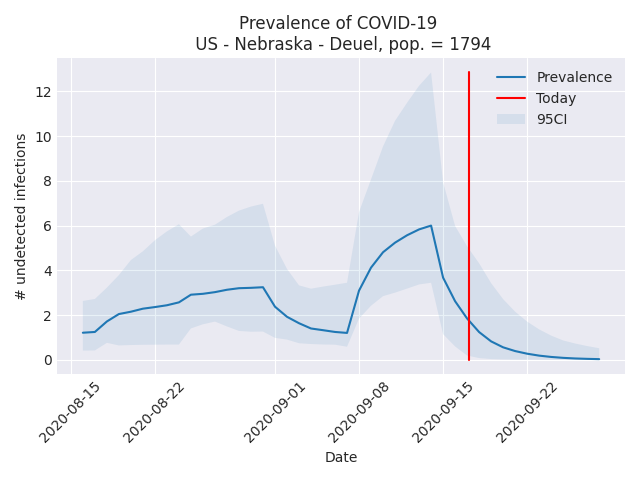 Prevalence of COVID-19
US - Nebraska - Deuel, pop. = 1794
Prevalence
Today
95CI
# undetected infections
12
10
8
6
4
2
0
2020-08-15
2020-08-22
2020-09-01
2020-09-08
2020-09-15
2020-09-22
Date